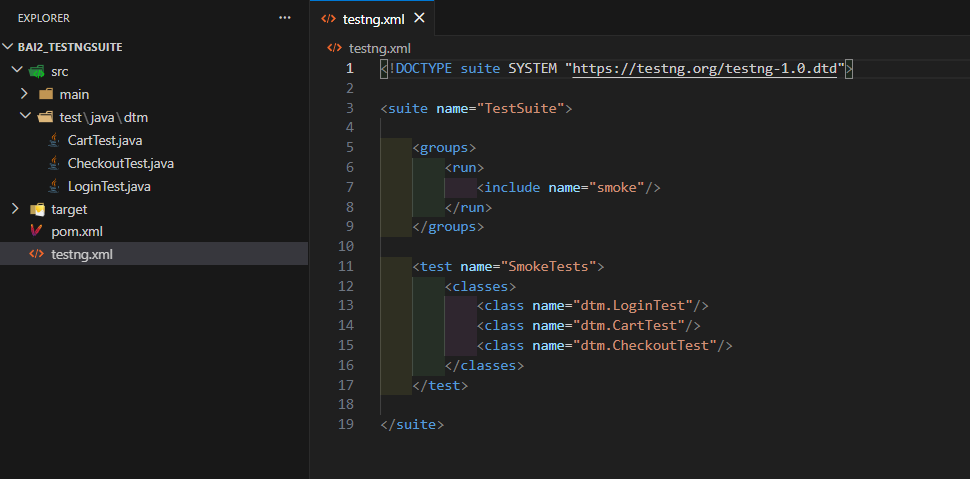 EXPLORER
BAI2_TESTNGSUITE
src
main
test\java\dtm
CartTest.java
CheckoutTest.java
LoginTest.java
target
pom.xml
testng.xml
testng.xml
testng.xml
1 <!DOCTYPE suite SYSTEM "https://testng.org/testng-1.0.dtd">
2
3 <suite name="TestSuite">
4
5     <groups>
6         <run>
7             <include name="smoke"/>
8         </run>
9     </groups>
10
11     <test name="SmokeTests">
12         <classes>
13             <class name="dtm.LoginTest"/>
14             <class name="dtm.CartTest"/>
15             <class name="dtm.CheckoutTest"/>
16         </classes>
17     </test>
18
19 </suite>